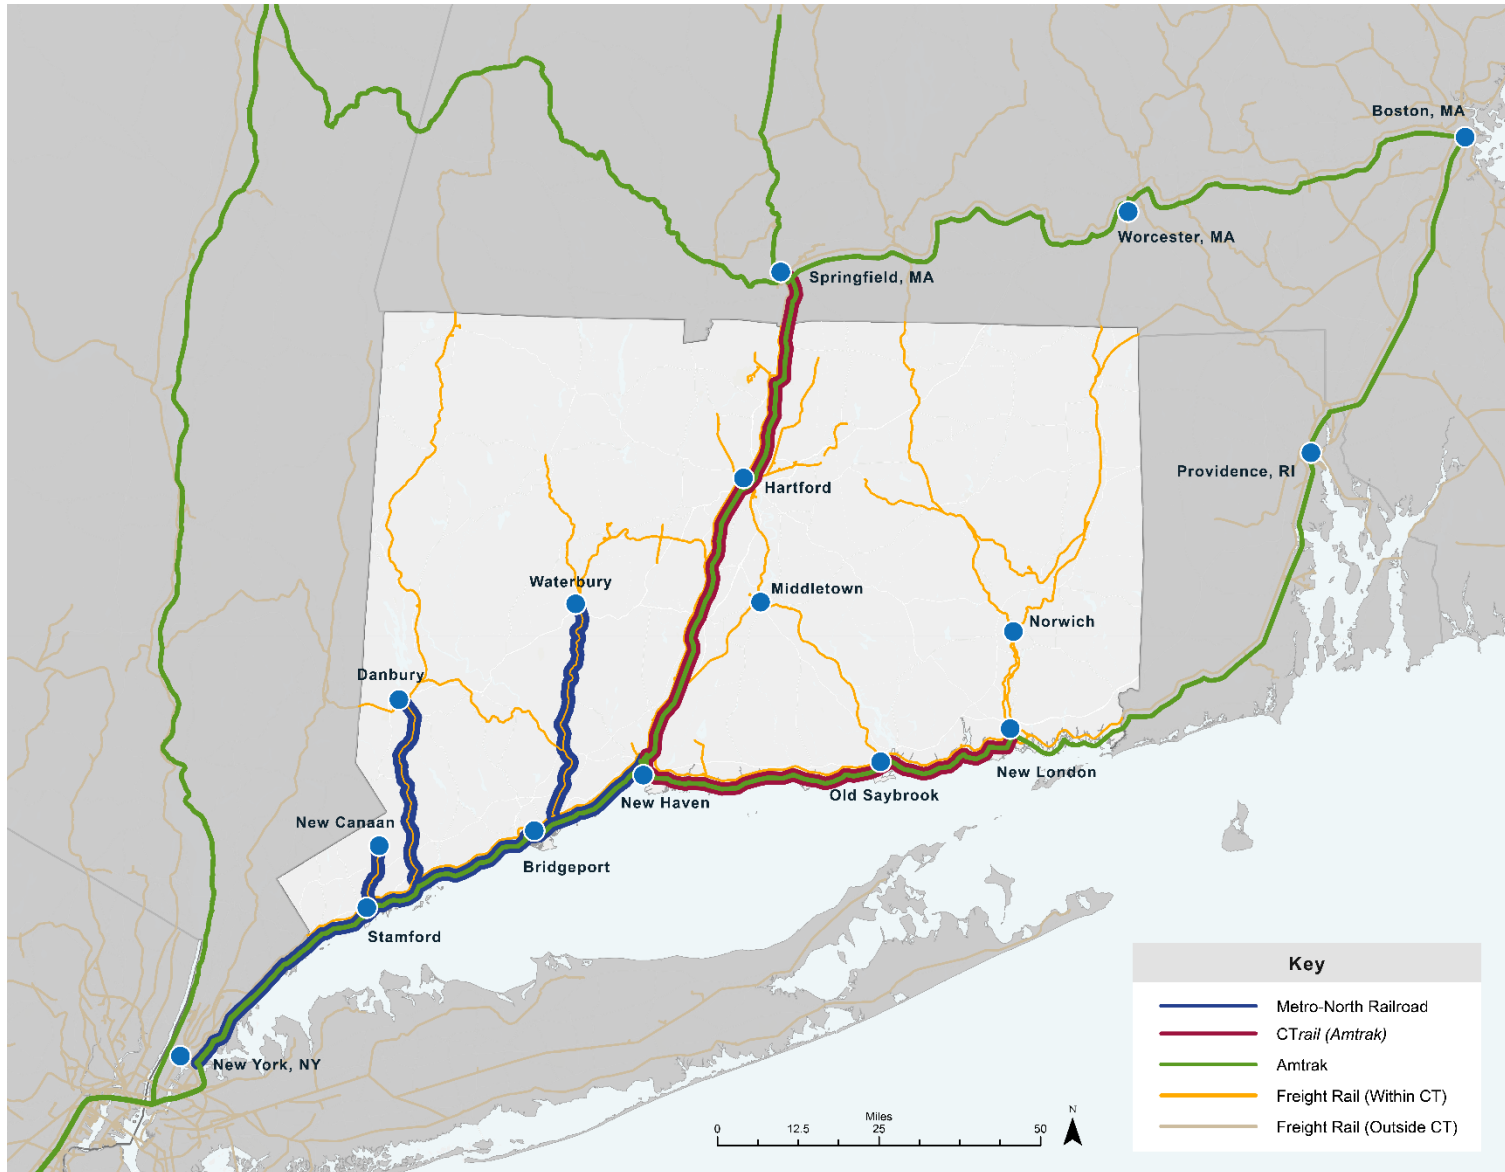 Boston, MA
Worcester, MA
Springfield, MA
Providence, RI
Hartford
Waterbury
Middletown
Norwich
Danbury
New London
Old Saybrook
New Haven
New Canaan
Bridgeport
Stamford
New York, NY
Key
Metro-North Railroad
CTrail (Amtrak)
Amtrak
Freight Rail (Within CT)
Freight Rail (Outside CT)
Miles
0 12.5 25 50
N